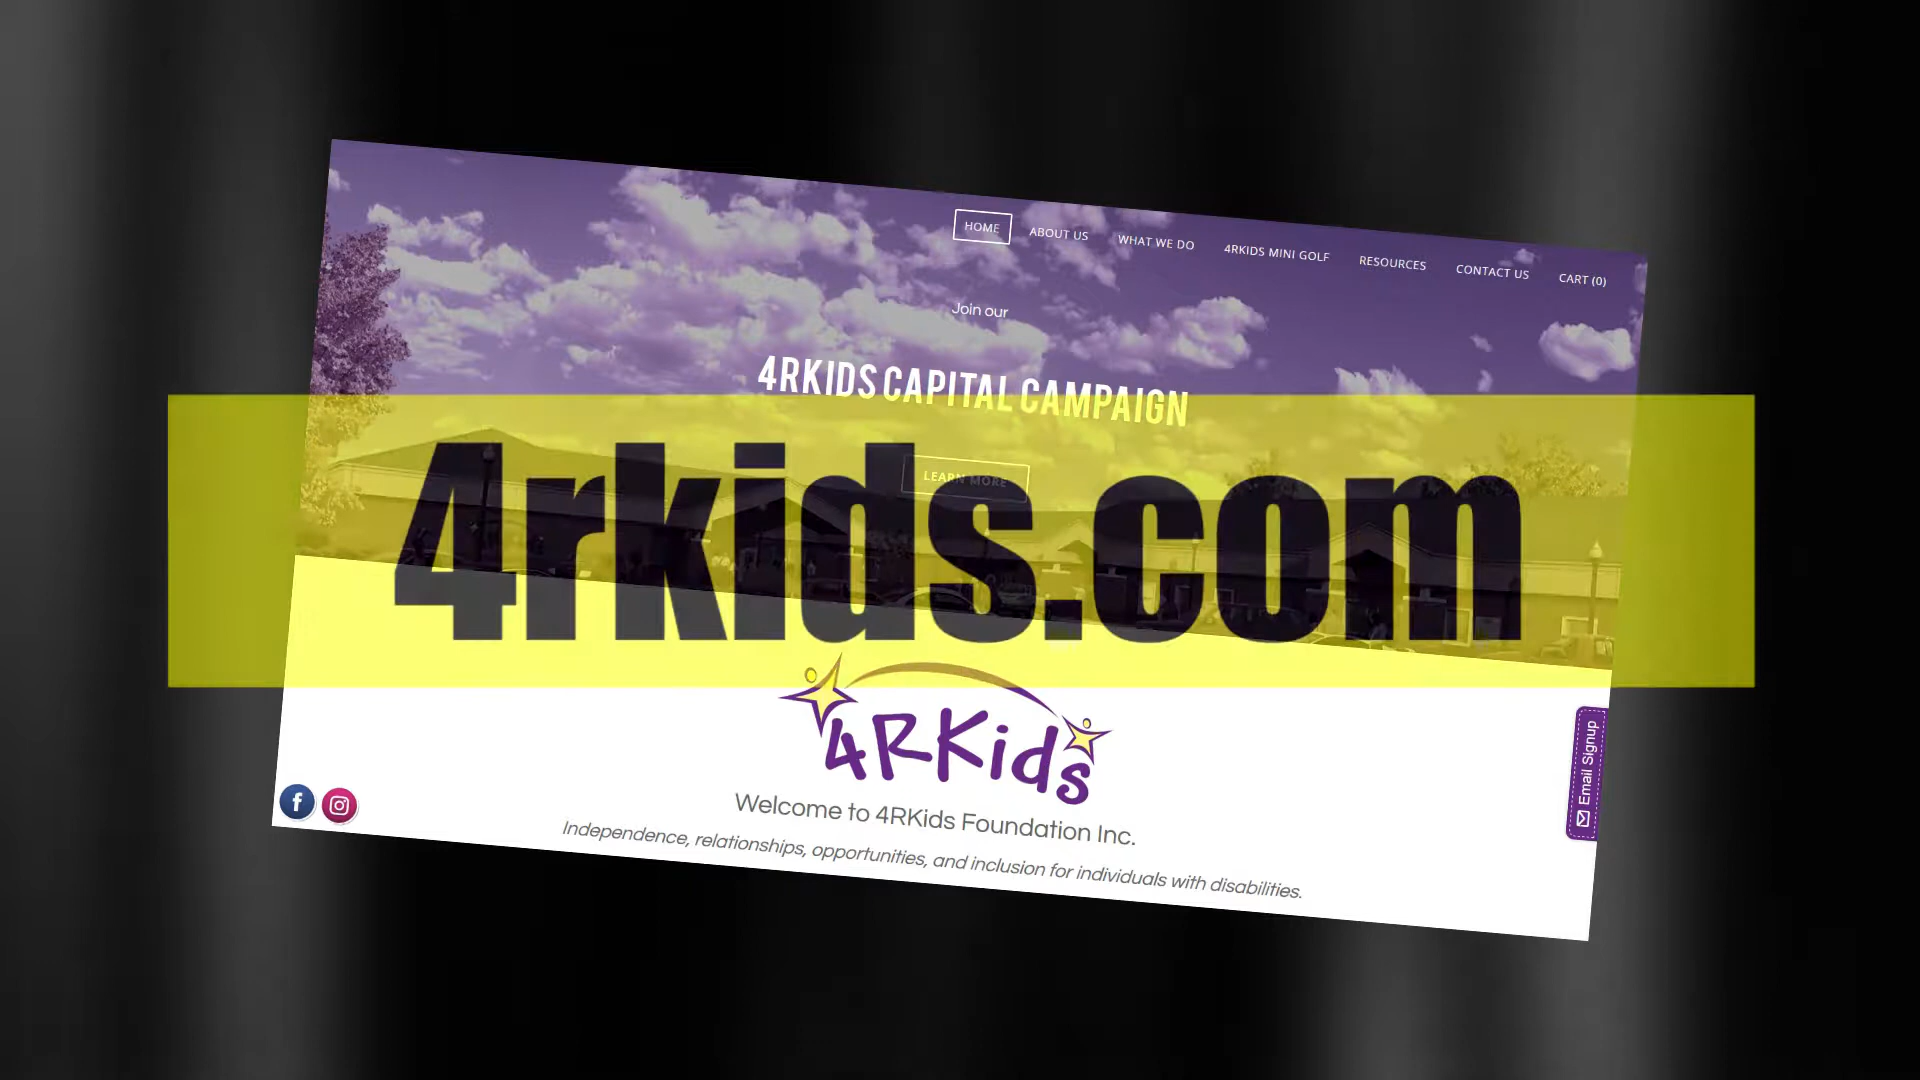 HOME ABOUT US WHAT WE DO 4RKIDS MINI GOLF RESOURCES CONTACT US CART (0)
Join our
4RKIDS CAPITAL CAMPAIGN
LEARN MORE
4rkids.com
4RKids
Email Signup
Welcome to 4RKids Foundation Inc.
Independence, relationships, opportunities, and inclusion for individuals with disabilities.